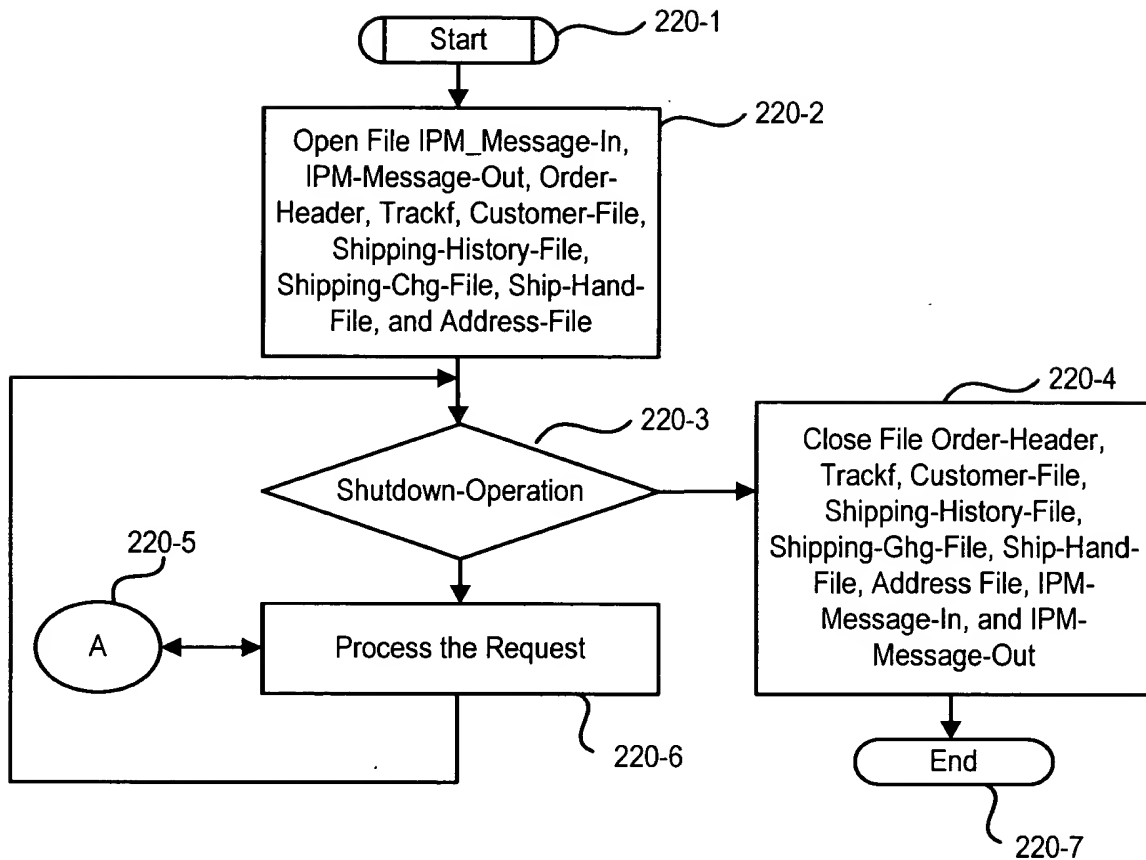 Start
220-1
220-2
Open File IPM_Message-In,
IPM-Message-Out, Order-
Header, Trackf, Customer-File,
Shipping-History-File,
Shipping-Chg-File, Ship-Hand-
File, and Address-File
220-3
Shutdown-Operation
220-4
Close File Order-Header,
Trackf, Customer-File,
Shipping-History-File,
Shipping-Ghg-File, Ship-Hand-
File, Address File, IPM-
Message-In, and IPM-
Message-Out
220-5
A
Process the Request
220-6
End
220-7